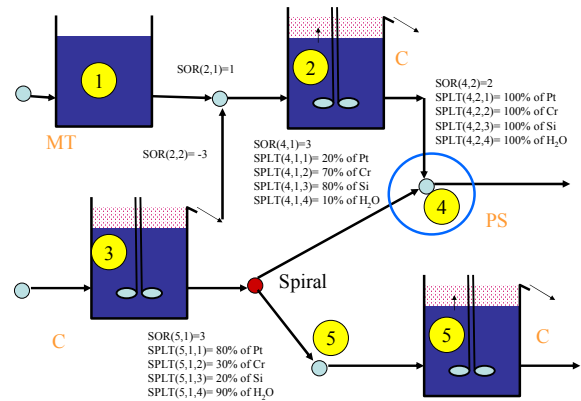 1
MT
SOR(2,1)=1
SOR(2,2)= -3
2
C
SOR(4,1)=3
SPLT(4,1,1)= 20% of Pt
SPLT(4,1,2)= 70% of Cr
SPLT(4,1,3)= 80% of Si
SPLT(4,1,4)= 10% of H2O
SOR(4,2)=2
SPLT(4,2,1)= 100% of Pt
SPLT(4,2,2)= 100% of Cr
SPLT(4,2,3)= 100% of Si
SPLT(4,2,4)= 100% of H2O
4
PS
3
C
Spiral
SOR(5,1)=3
SPLT(5,1,1)= 80% of Pt
SPLT(5,1,2)= 30% of Cr
SPLT(5,1,3)= 20% of Si
SPLT(5,1,4)= 90% of H2O
5
5
C